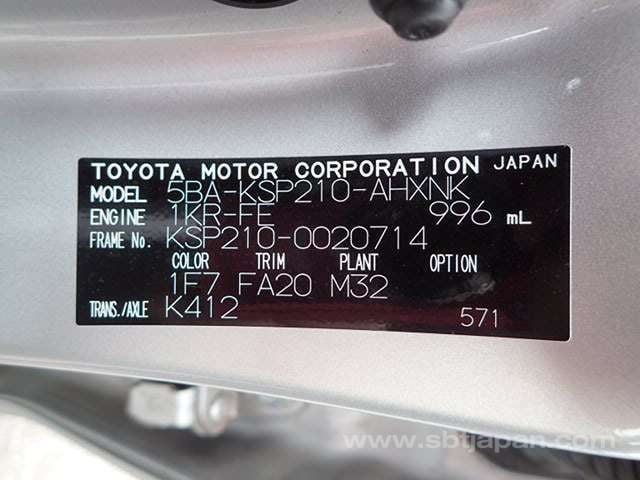 TOYOTA MOTOR CORPORATION JAPAN
MODEL 5BA-KSP210-AHXNK
ENGINE 1KR-FE 996 mL
FRAME No. KSP210-0020714
COLOR TRIM PLANT OPTION
1F7 FA20 M32
TRANS./AXLE K412 571
www.sbtjapan.com